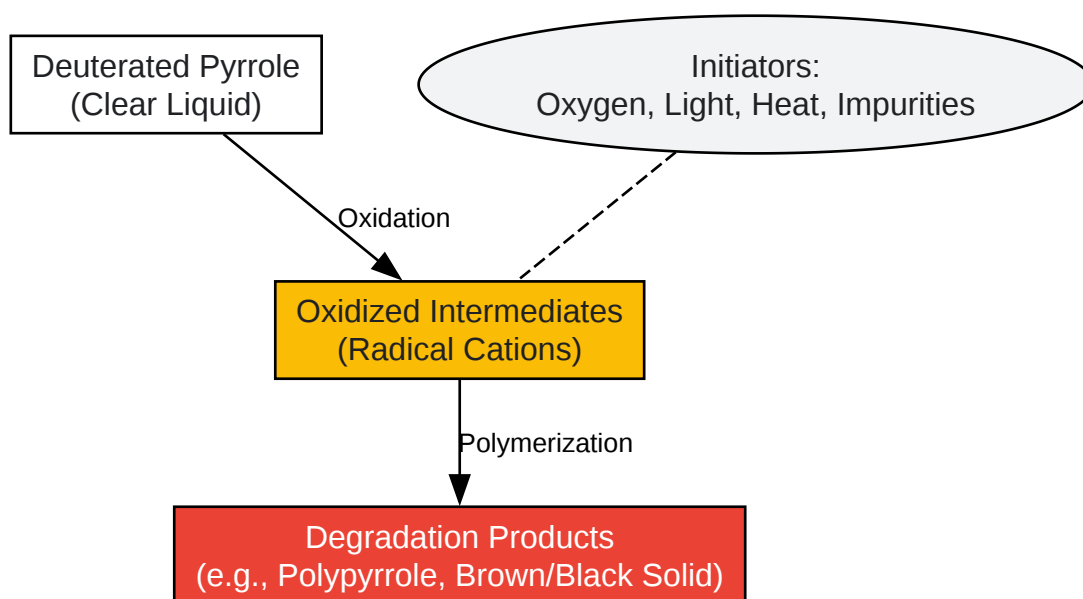 Deuterated Pyrrole
(Clear Liquid)
Initiators:
Oxygen, Light, Heat, Impurities
Oxidation
Oxidized Intermediates
(Radical Cations)
Polymerization
Degradation Products
(e.g., Polypyrrole, Brown/Black Solid)